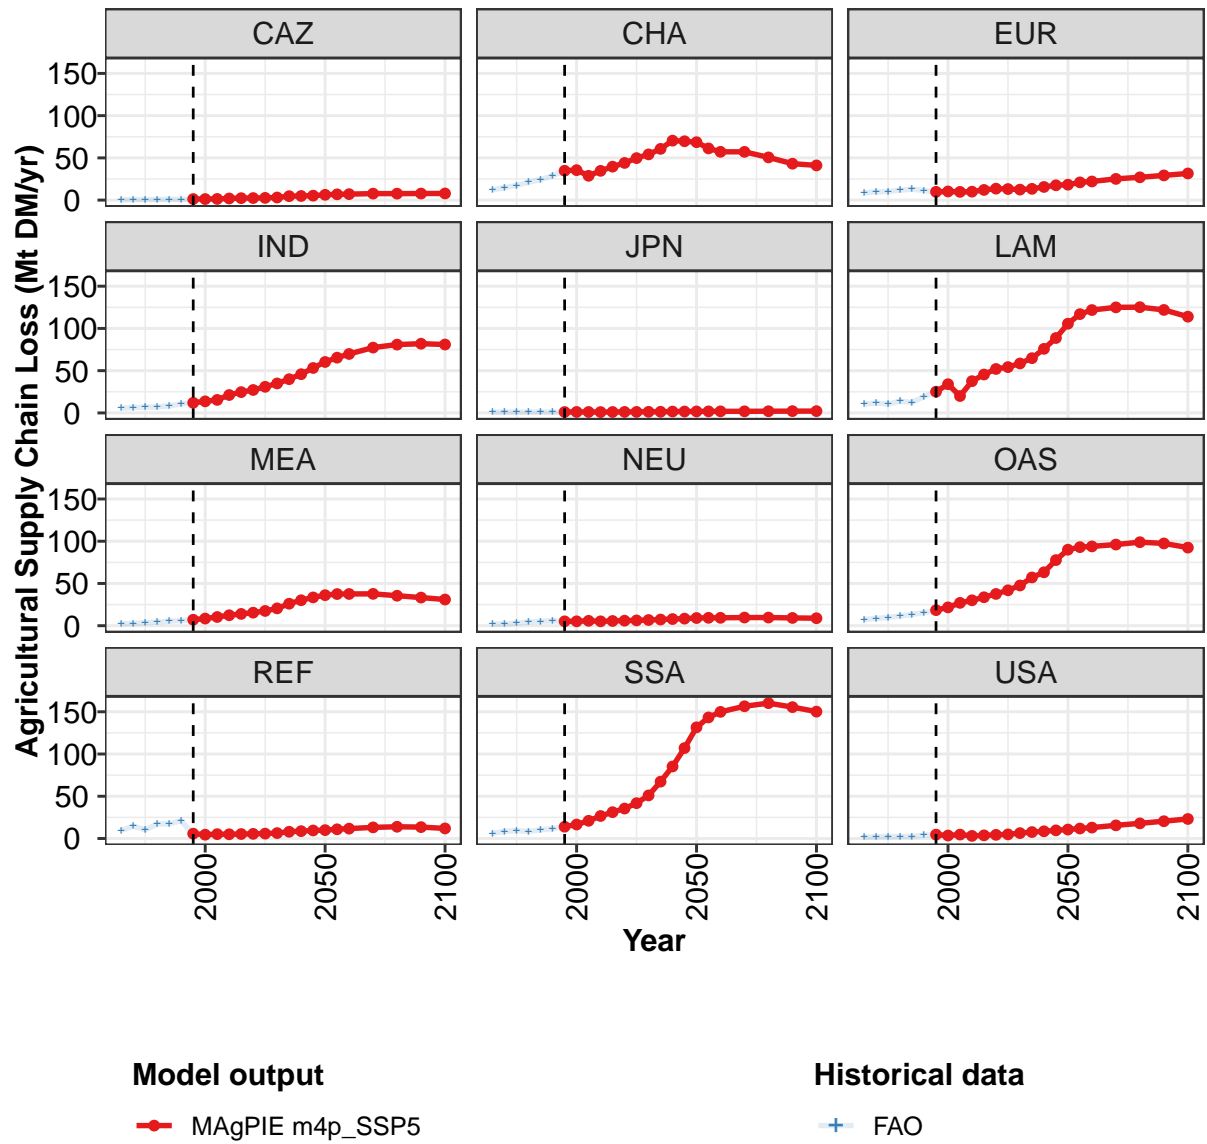 CAZ CHA EUR
150
100
50
0
IND JPN LAM
150
100
50
0
MEA NEU OAS
150
100
50
0
REF SSA USA
150
100
50
0
Agricultural Supply Chain Loss (Mt DM/yr)
2000 2050 2100 2000 2050 2100 2000 2050 2100
Year
Model output Historical data
MAgPIE m4p_SSP5 FAO